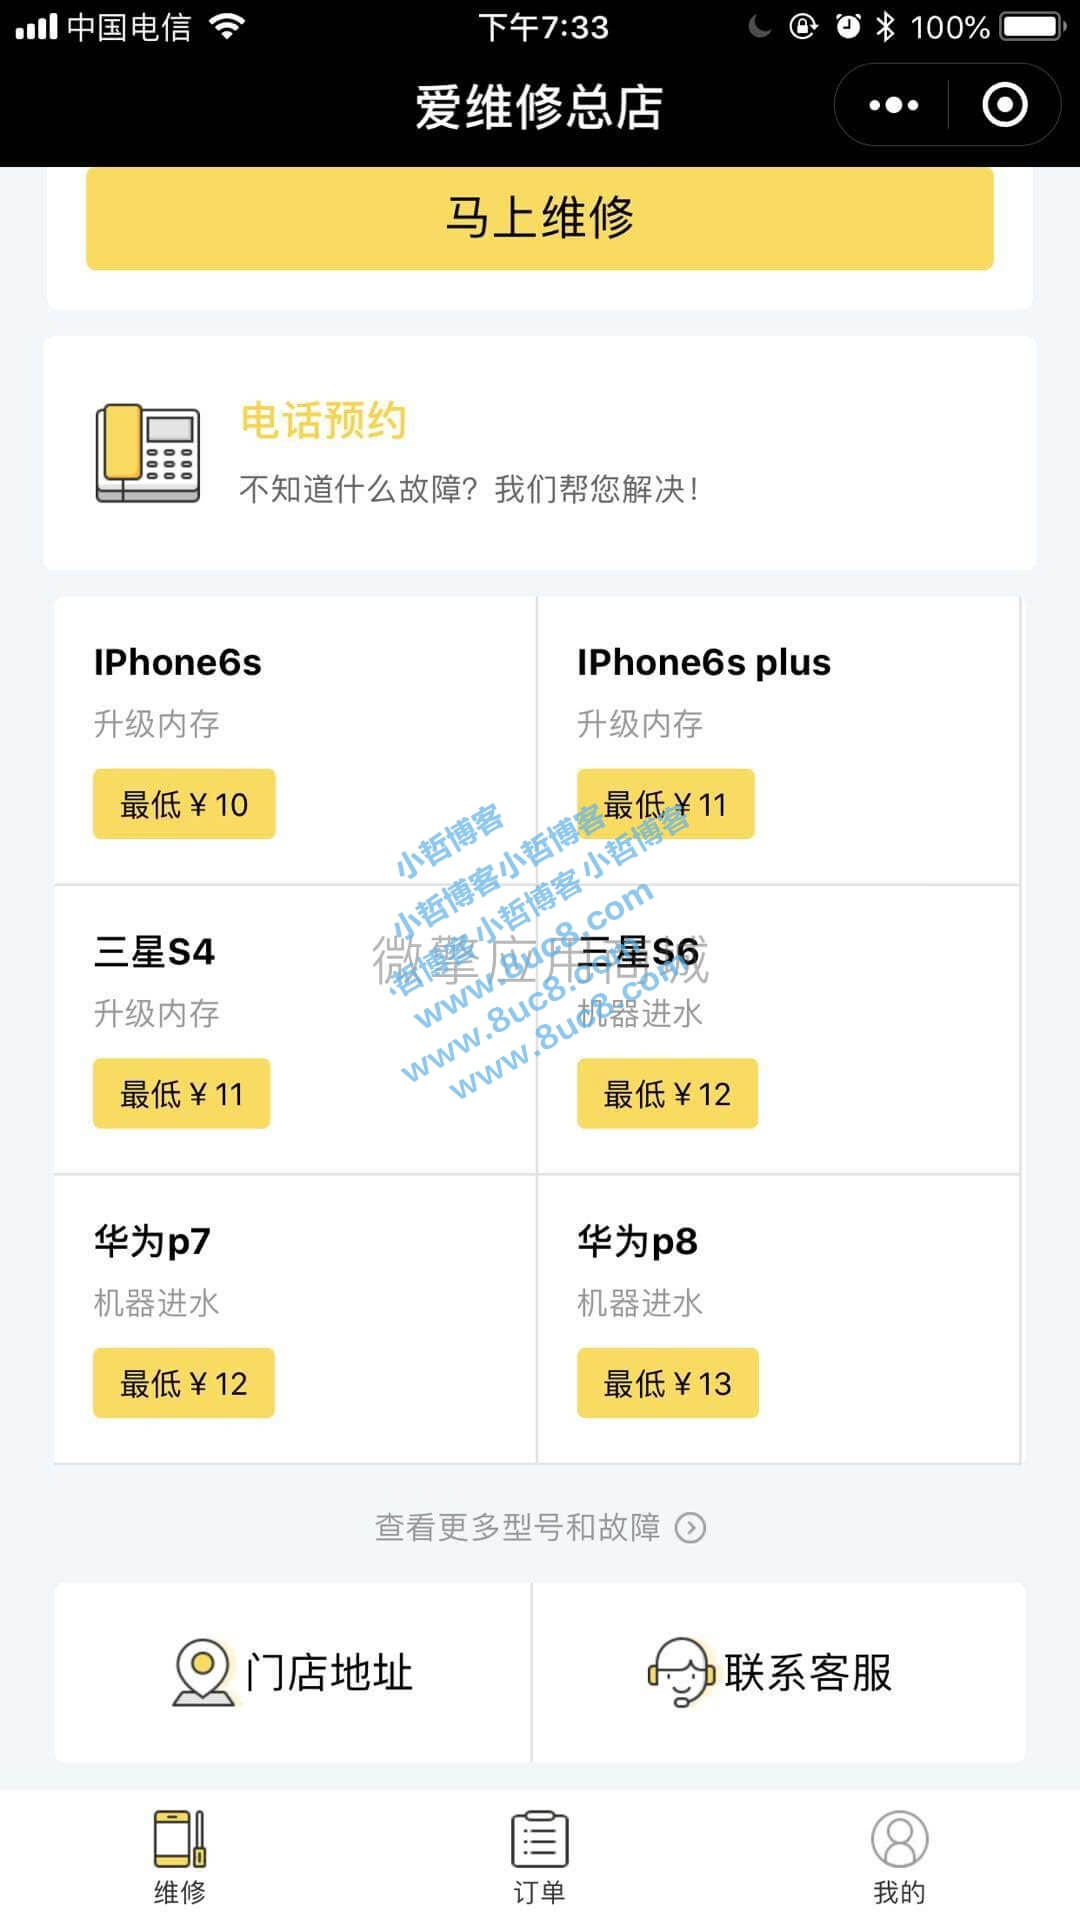 中国电信 下午7:33 100%
爱维修总店
马上维修
电话预约
不知道什么故障？我们帮您解决！
IPhone6s IPhone6s plus
升级内存 升级内存
最低￥10 最低￥11
小哲博客
小哲博客小哲博客
哲博客小哲博客小哲博客
微擎应用商城
www.8uc8.com
www.8uc8.com
www.8uc8.com
三星S4 三星S6
升级内存 机器进水
最低￥11 最低￥12
华为p7 华为p8
机器进水 机器进水
最低￥12 最低￥13
查看更多型号和故障
门店地址 联系客服
维修 订单 我的